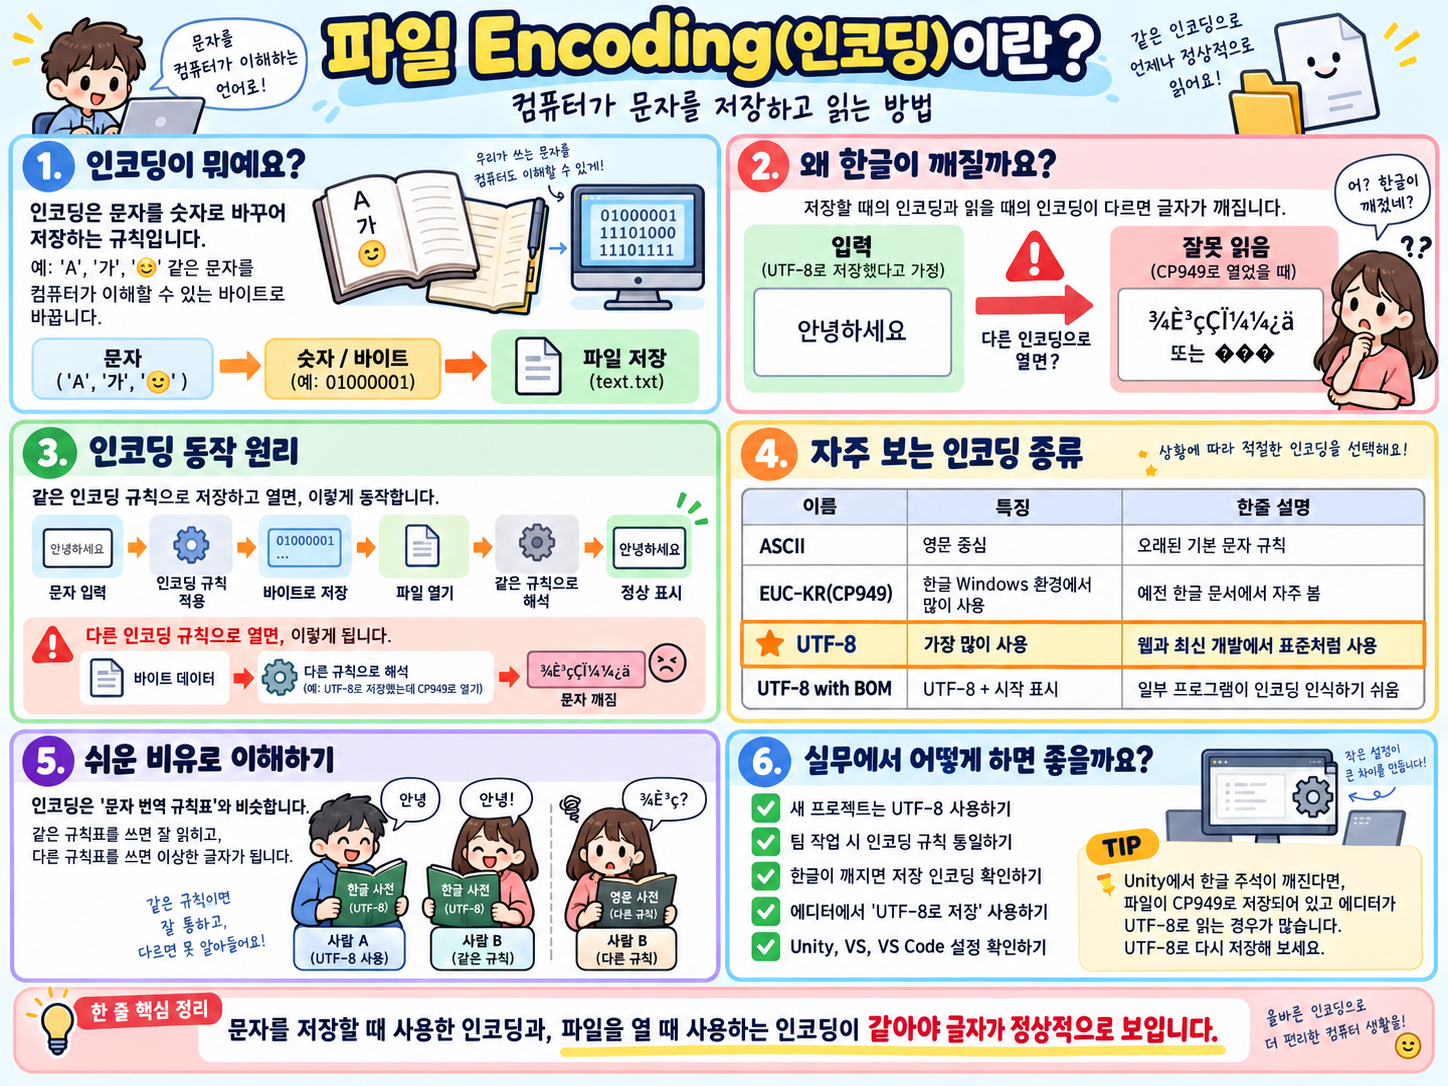 문자를
컴퓨터가 이해하는
언어로!
파일 Encoding(인코딩)이란?
컴퓨터가 문자를 저장하고 읽는 방법
같은 인코딩으로
언제나 정상적으로
읽어요!
1. 인코딩이 뭐예요?
인코딩은 문자를 숫자로 바꾸어
저장하는 규칙입니다.
예: 'A', '가', '😊' 같은 문자를
컴퓨터가 이해할 수 있는 바이트로
바꿉니다.
A
가
우리가 쓰는 문자를
컴퓨터도 이해할 수 있게!
01000001
11101000
11101111
문자
( 'A', '가', '😊' )
숫자 / 바이트
(예: 01000001)
파일 저장
(text.txt)
2. 왜 한글이 깨질까요?
저장할 때의 인코딩과 읽을 때의 인코딩이 다르면 글자가 깨집니다.
입력
(UTF-8로 저장했다고 가정)
안녕하세요
다른 인코딩으로
열면?
잘못 읽음
(CP949로 열었을 때)
¾È³çÇÏ¼¼¿ä
또는 ���
어? 한글이
깨졌네?
??
3. 인코딩 동작 원리
같은 인코딩 규칙으로 저장하고 열면, 이렇게 동작합니다.
안녕하세요
문자 입력
인코딩 규칙
적용
01000001
...
바이트로 저장
파일 열기
같은 규칙으로
해석
안녕하세요
정상 표시
다른 인코딩 규칙으로 열면, 이렇게 됩니다.
바이트 데이터
다른 규칙으로 해석
(예: UTF-8로 저장했는데 CP949로 열기)
¾È³çÇÏ¼¼¿ä
문자 깨짐
4. 자주 보는 인코딩 종류
상황에 따라 적절한 인코딩을 선택해요!
이름 특징 한줄 설명
ASCII 영문 중심 오래된 기본 문자 규칙
EUC-KR(CP949) 한글 Windows 환경에서
많이 사용 예전 한글 문서에서 자주 봄
UTF-8 가장 많이 사용 웹과 최신 개발에서 표준처럼 사용
UTF-8 with BOM UTF-8 + 시작 표시 일부 프로그램이 인코딩 인식하기 쉬움
5. 쉬운 비유로 이해하기
인코딩은 '문자 번역 규칙표'와 비슷합니다.
같은 규칙표를 쓰면 잘 읽히고,
다른 규칙표를 쓰면 이상한 글자가 됩니다.
같은 규칙이면
잘 통하고,
다르면 못 알아들어요!
안녕
한글 사전
(UTF-8)
사람 A
(UTF-8 사용)
안녕!
한글 사전
(UTF-8)
사람 B
(같은 규칙)
¾È³ç?
영문 사전
(다른 규칙)
사람 B
(다른 규칙)
6. 실무에서 어떻게 하면 좋을까요?
작은 설정이
큰 차이를 만듭니다!
새 프로젝트는 UTF-8 사용하기
팀 작업 시 인코딩 규칙 통일하기
한글이 깨지면 저장 인코딩 확인하기
에디터에서 'UTF-8로 저장' 사용하기
Unity, VS, VS Code 설정 확인하기
TIP
Unity에서 한글 주석이 깨진다면,
파일이 CP949로 저장되어 있고 에디터가
UTF-8로 읽는 경우가 많습니다.
UTF-8로 다시 저장해 보세요.
한 줄 핵심 정리
문자를 저장할 때 사용한 인코딩과, 파일을 열 때 사용하는 인코딩이 같아야 글자가 정상적으로 보입니다.
올바른 인코딩으로
더 편리한 컴퓨터 생활을!